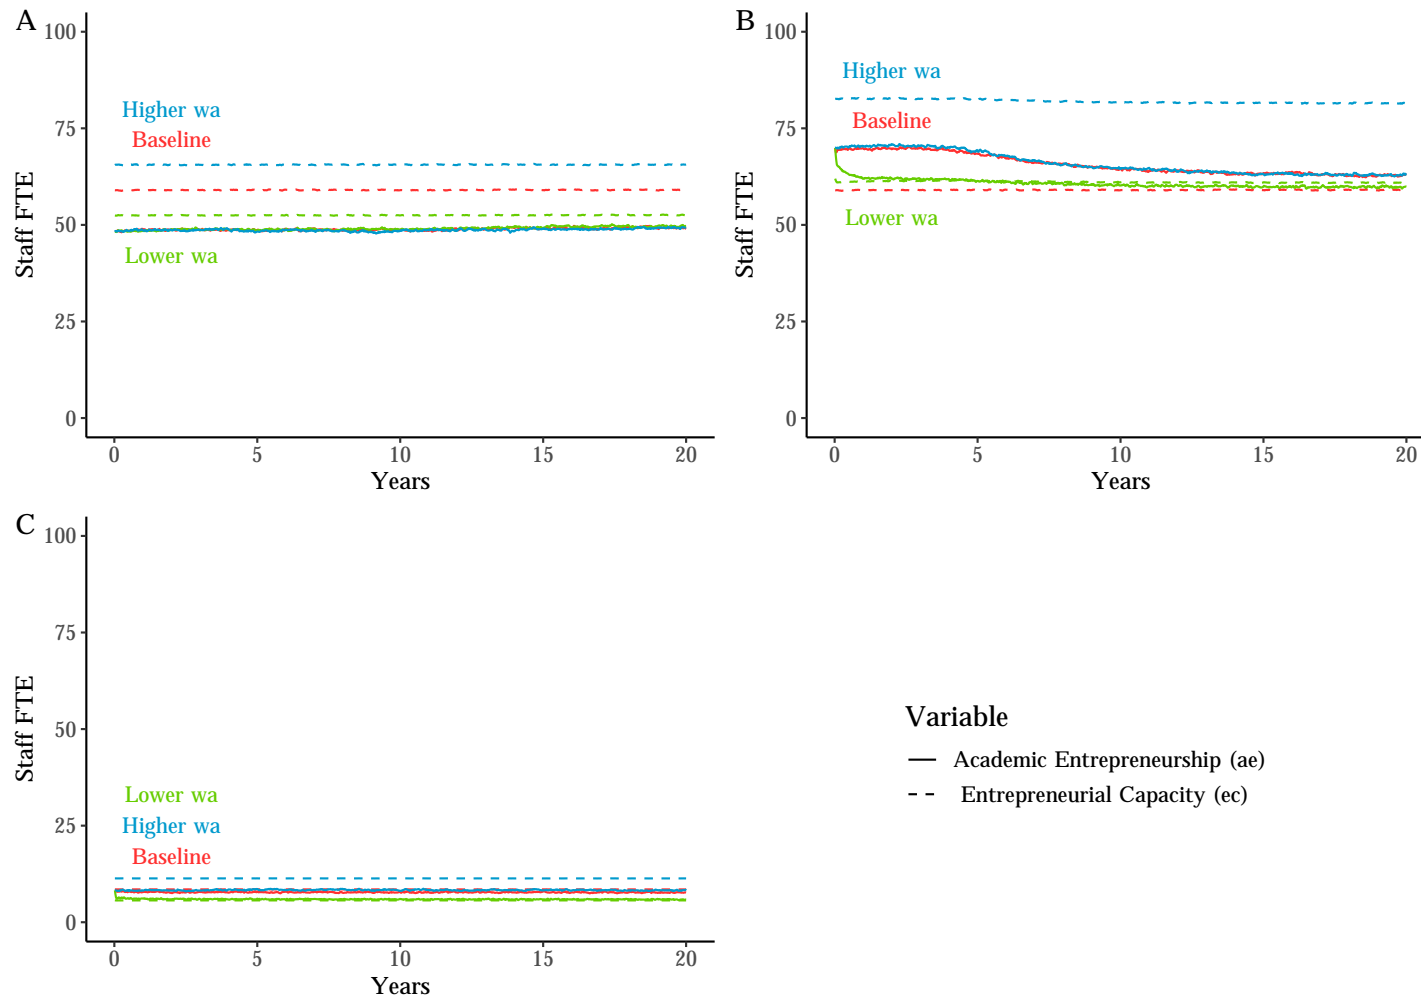 A
100
75
50
25
0
Staff FTE
Higher wa
Baseline
Lower wa
0 5 10 15 20
Years
B
100
75
50
25
0
Staff FTE
Higher wa
Baseline
Lower wa
0 5 10 15 20
Years
C
100
75
50
25
0
Staff FTE
Lower wa
Higher wa
Baseline
0 5 10 15 20
Years
Variable
Academic Entrepreneurship (ae)
Entrepreneurial Capacity (ec)